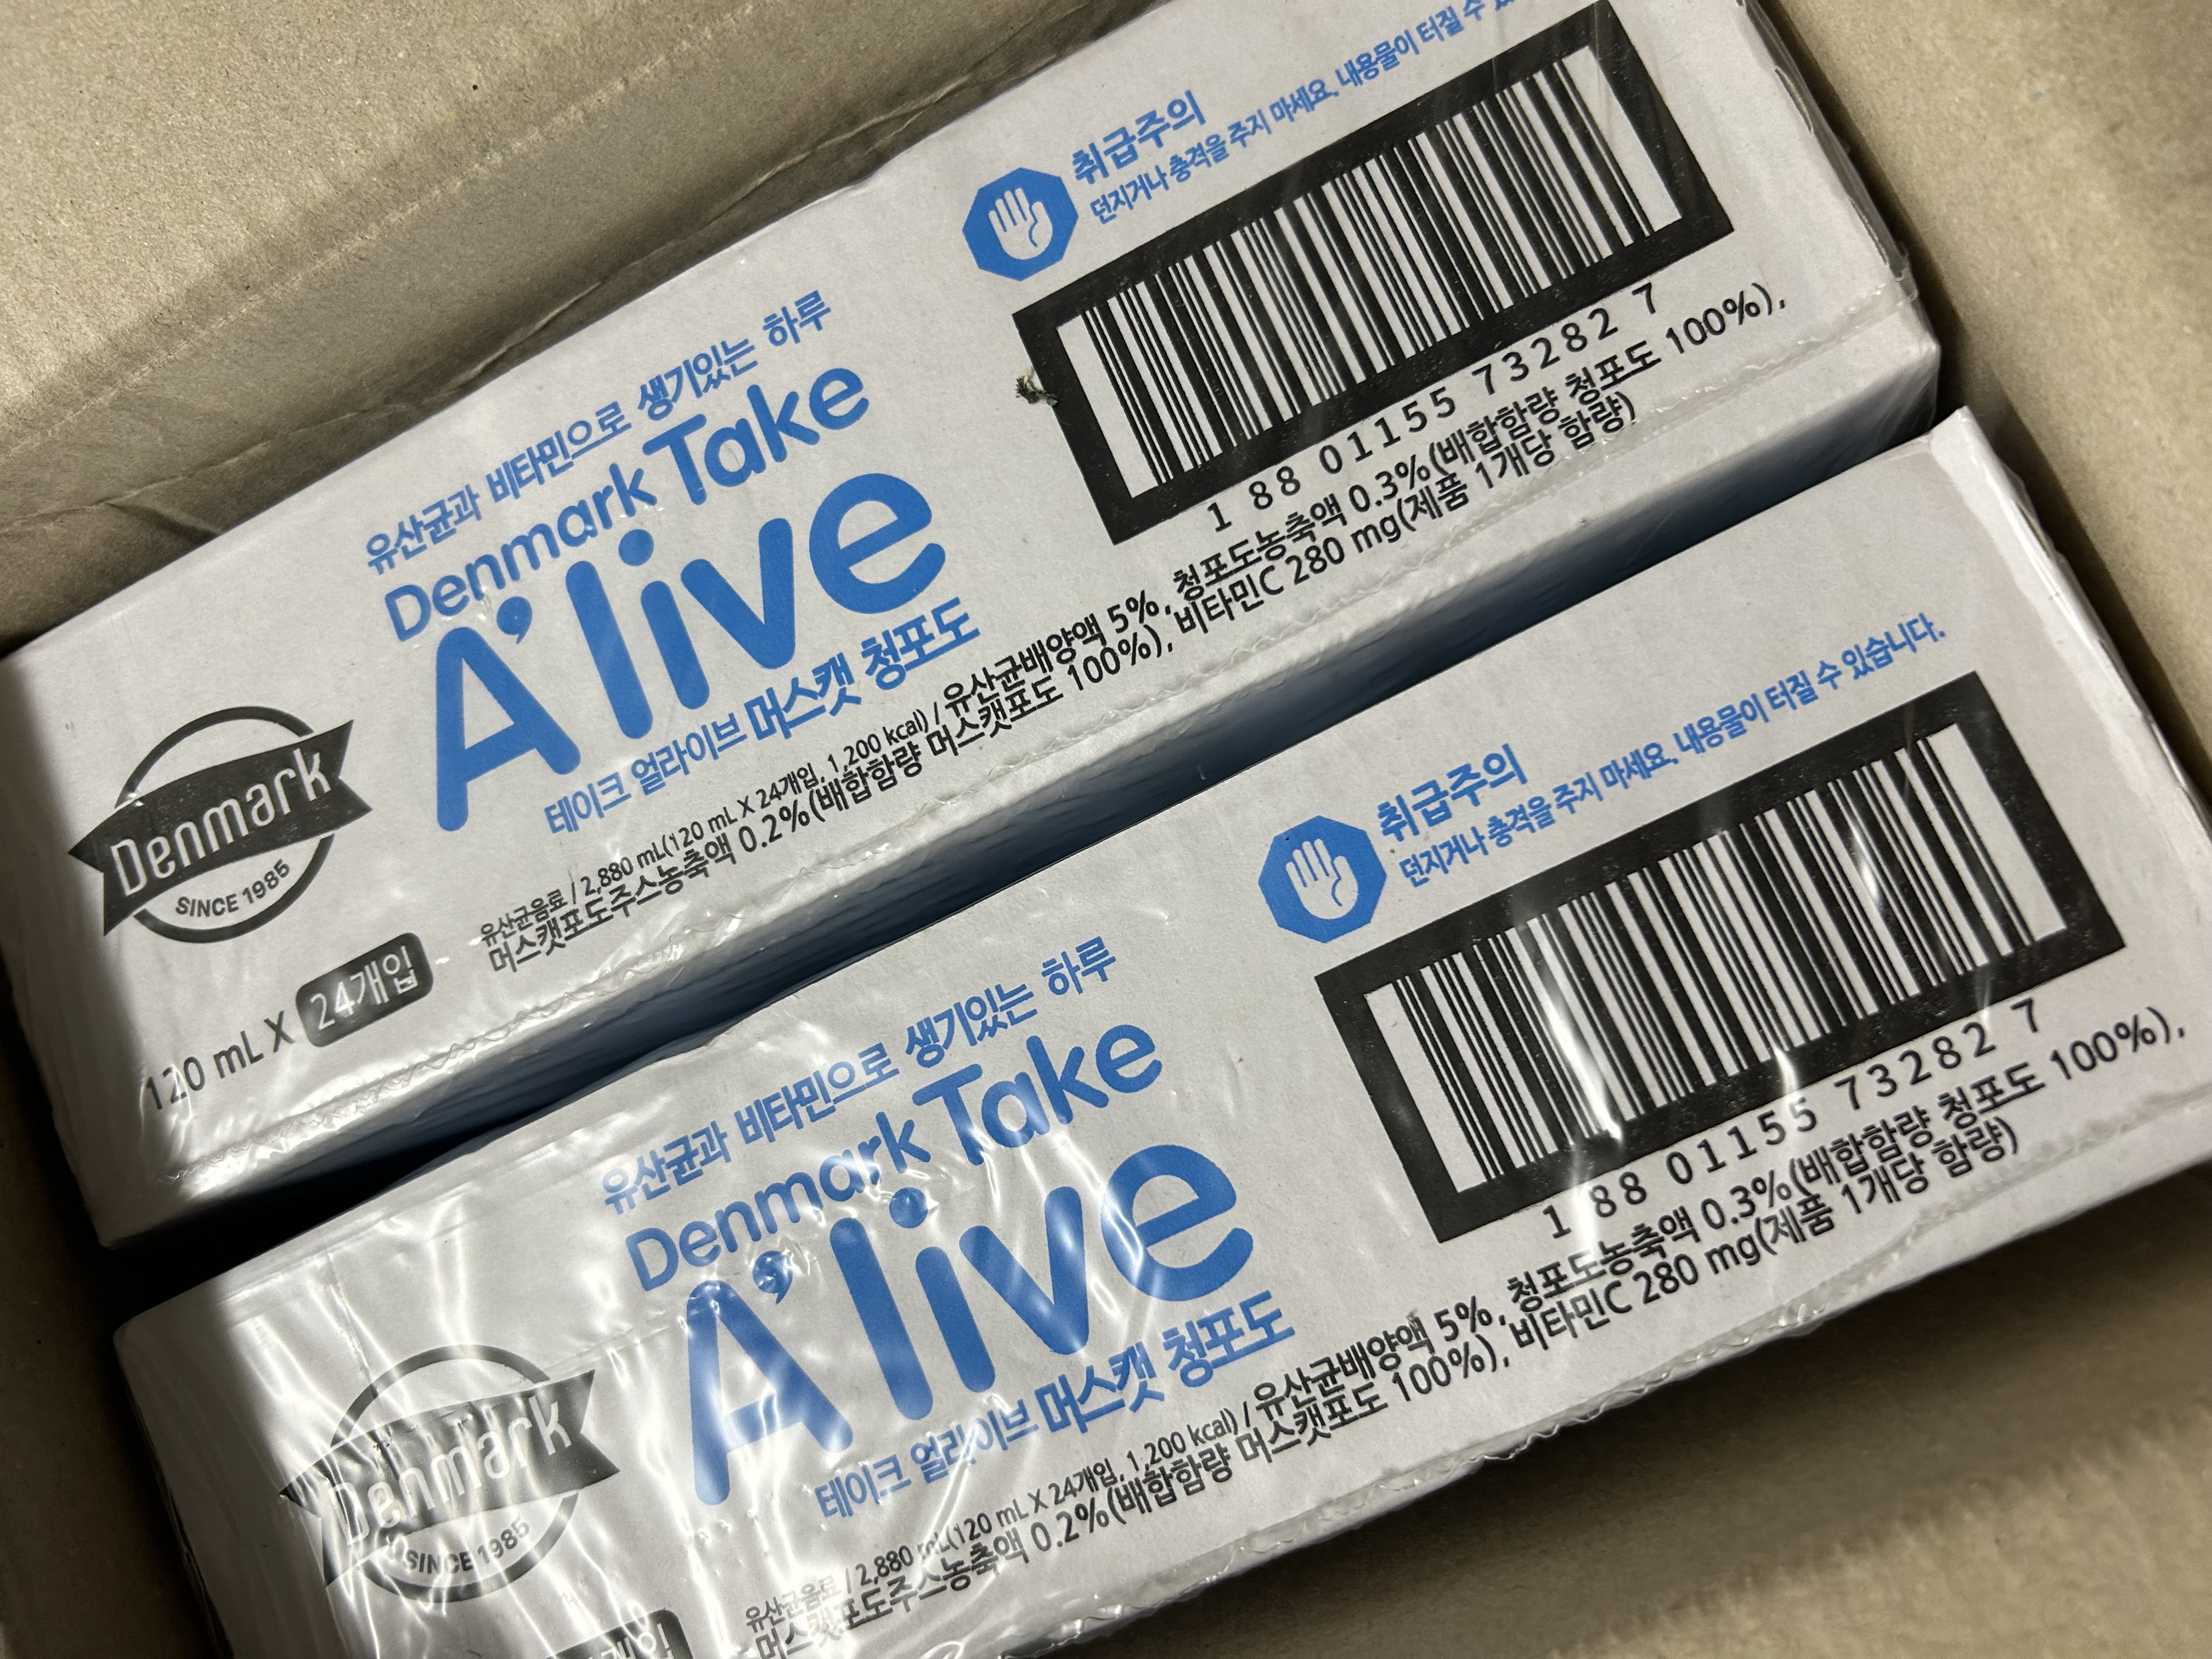 취급주의
던지거나 충격을 주지 마세요. 내용물이 터질 수
유산균과 비타민으로 생기있는 하루
Denmark Take
A'live
테이크 얼라이브 머스캣 청포도
1 88 01155 73282 7
Denmark
SINCE 1985
120 mL X 24개입
유산균음료 / 2,880 mL(120 mL X 24개입, 1,200 kcal) / 유산균배양액 5%, 청포도농축액 0.3%(배합함량 청포도 100%),
머스캣포도주스농축액 0.2%(배합함량 머스캣포도 100%), 비타민C 280 mg(제품 1개당 함량)
취급주의
던지거나 충격을 주지 마세요. 내용물이 터질 수 있습니다.
유산균과 비타민으로 생기있는 하루
Denmark Take
A'live
테이크 얼라이브 머스캣 청포도
1 88 01155 73282 7
Denmark
SINCE 1985
유산균음료 / 2,880 mL(120 mL X 24개입, 1,200 kcal) / 유산균배양액 5%, 청포도농축액 0.3%(배합함량 청포도 100%),
머스캣포도주스농축액 0.2%(배합함량 머스캣포도 100%), 비타민C 280 mg(제품 1개당 함량)